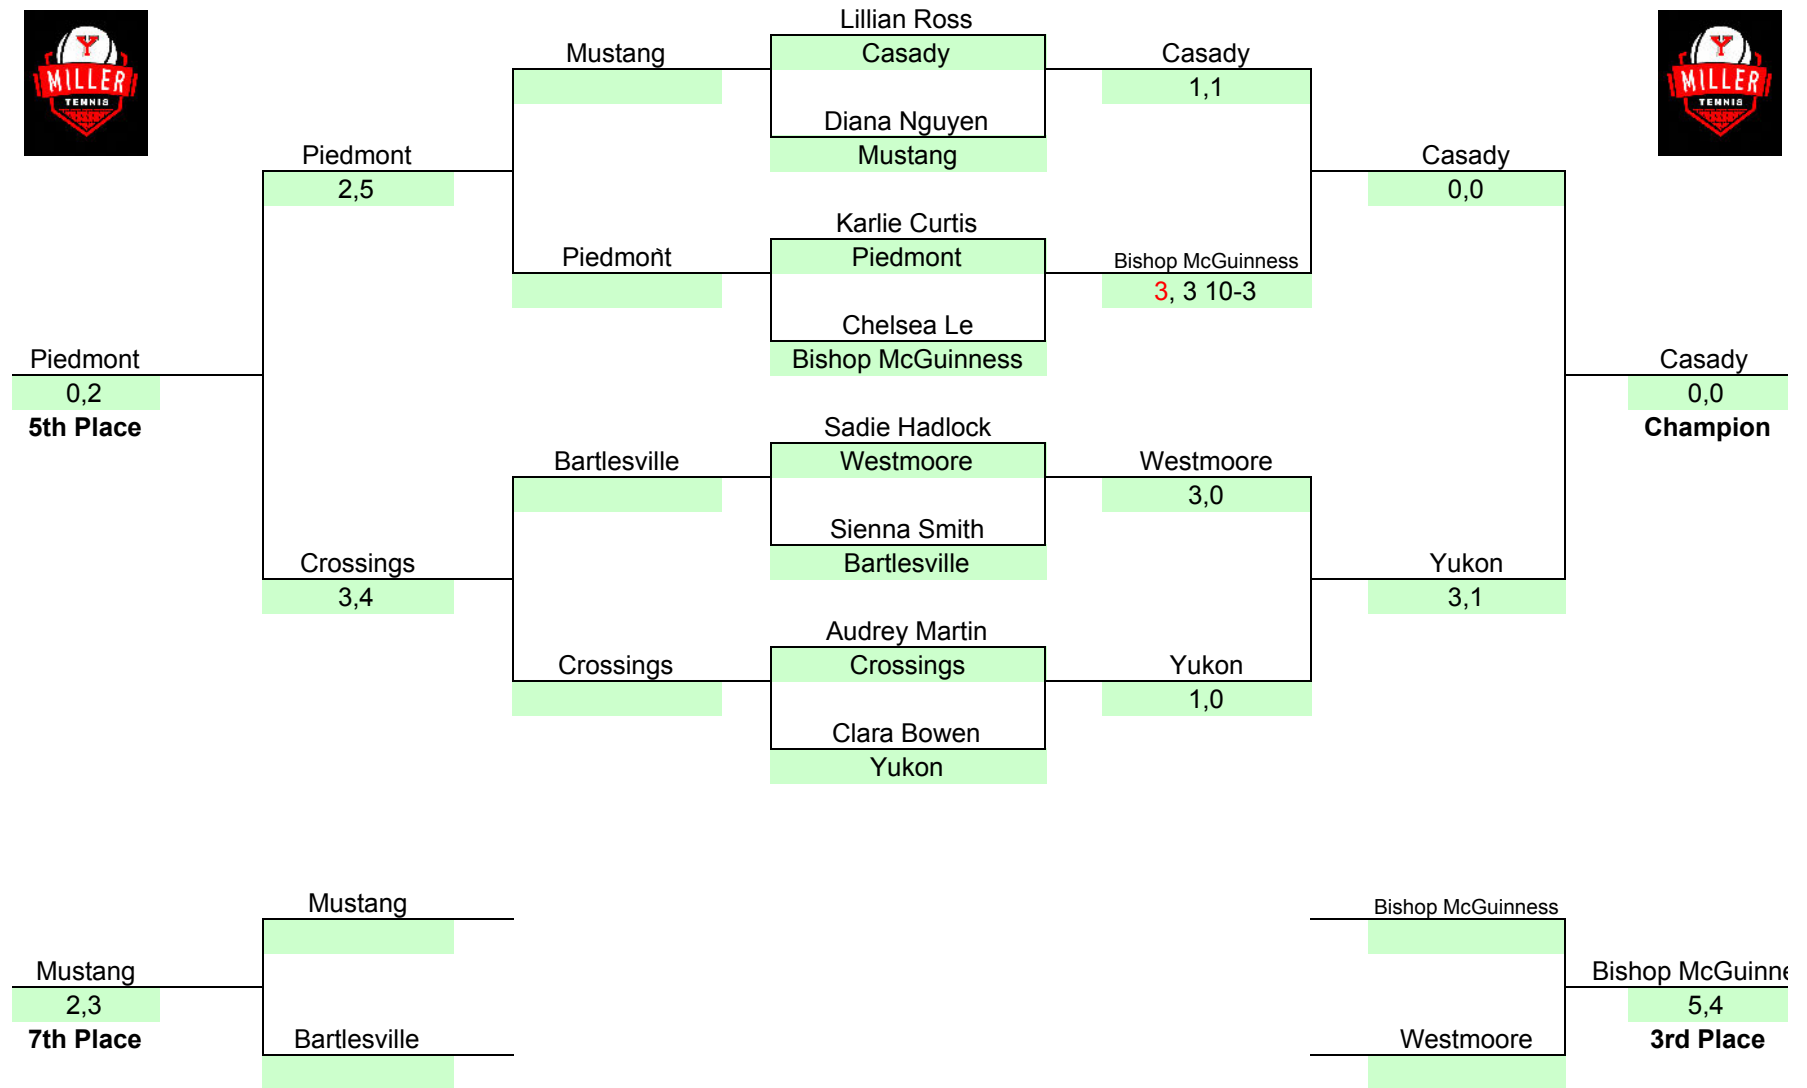 Lillian Ross
Mustang Casady Casady
1,1
Diana Nguyen
Piedmont Mustang Casady
2,5 0,0
Karlie Curtis
Piedmont̀ Piedmont Bishop McGuinness
3, 3 10-3
Chelsea Le
Piedmont Bishop McGuinness Casady
0,2 0,0
5th Place Sadie Hadlock Champion
Bartlesville Westmoore Westmoore
3,0
Sienna Smith
Crossings Bartlesville Yukon
3,4 3,1
Audrey Martin
Crossings Crossings Yukon
1,0
Clara Bowen
Yukon
Mustang Bishop McGuinness
Mustang Bishop McGuinne
2,3 5,4
7th Place Bartlesville Westmoore 3rd Place
Y
MILLER
TENNIS
Y
MILLER
TENNIS